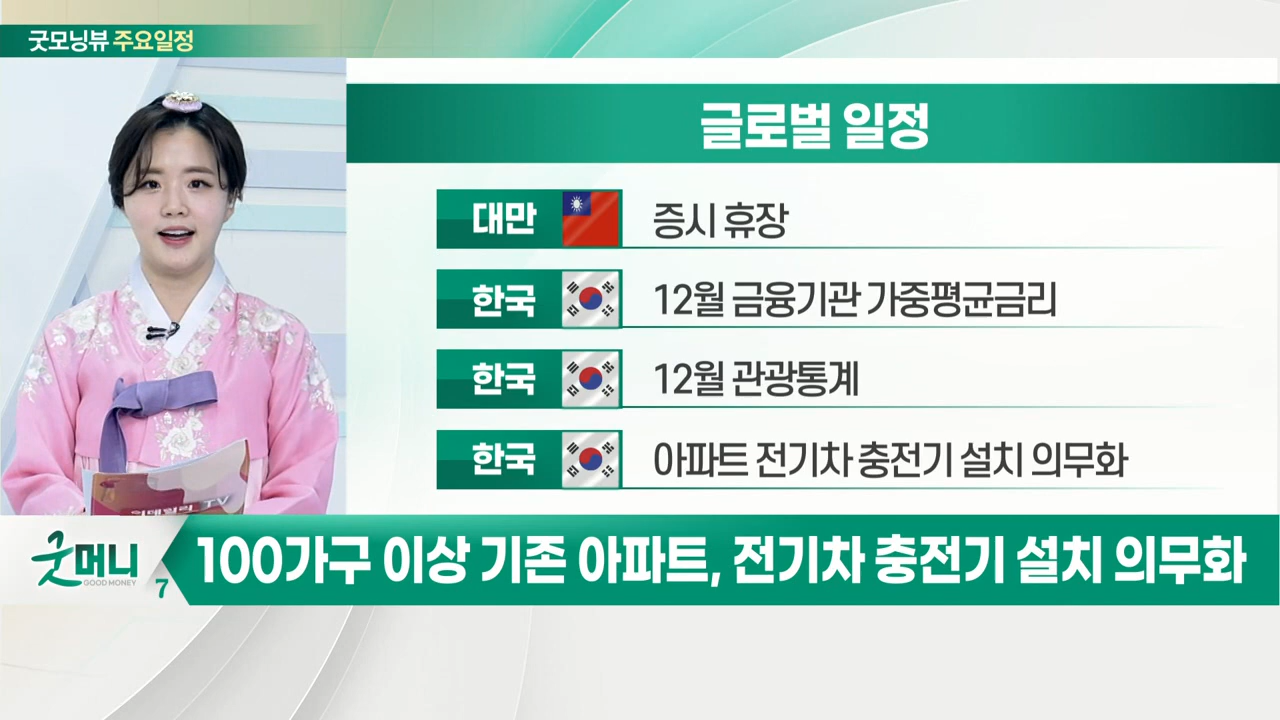 굿모닝뷰 주요일정
글로벌 일정
대만 증시 휴장
한국 12월 금융기관 가중평균금리
한국 12월 관광통계
한국 아파트 전기차 충전기 설치 의무화
굿머니
GOOD MONEY
7
100가구 이상 기존 아파트, 전기차 충전기 설치 의무화
TV